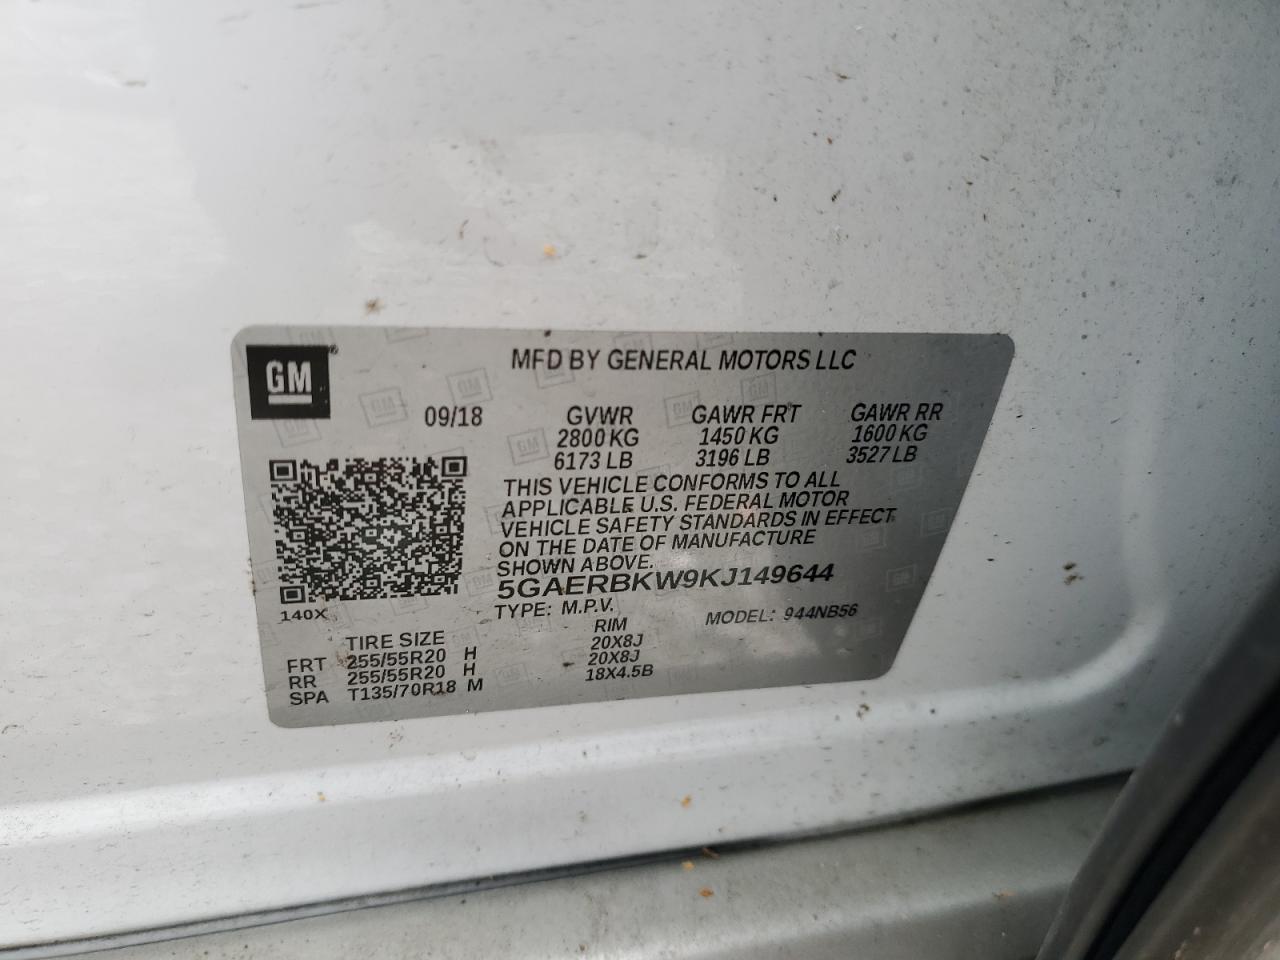 GM
MFD BY GENERAL MOTORS LLC
09/18 GVWR GAWR FRT GAWR RR
2800 KG 1450 KG 1600 KG
6173 LB 3196 LB 3527 LB
THIS VEHICLE CONFORMS TO ALL
APPLICABLE U.S. FEDERAL MOTOR
VEHICLE SAFETY STANDARDS IN EFFECT
ON THE DATE OF MANUFACTURE
SHOWN ABOVE.
5GAERBKW9KJ149644
140X TYPE: M.P.V. MODEL: 944NB56
TIRE SIZE RIM
FRT 255/55R20 H 20X8J
RR 255/55R20 H 20X8J
SPA T135/70R18 M 18X4.5B